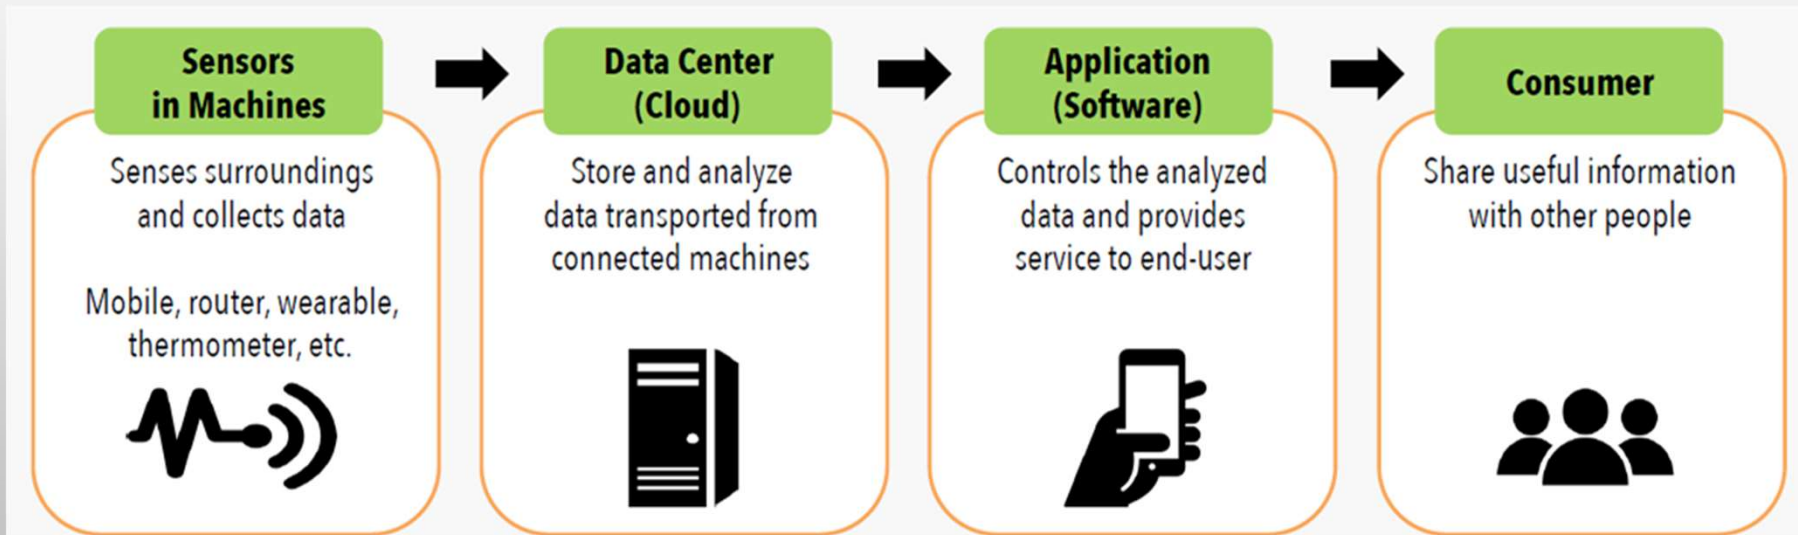 Sensors
in Machines
Senses surroundings
and collects data
Mobile, router, wearable,
thermometer, etc.
Data Center
(Cloud)
Store and analyze
data transported from
connected machines
Application
(Software)
Controls the analyzed
data and provides
service to end-user
Consumer
Share useful information
with other people